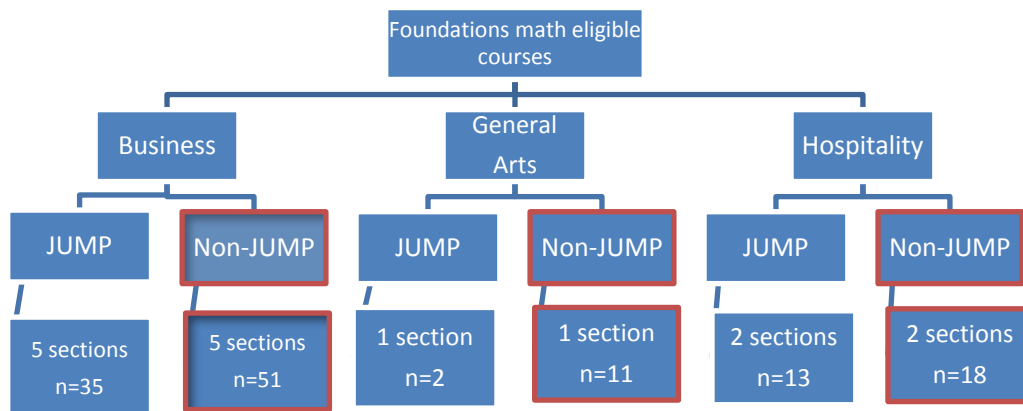 Foundations math eligible
courses
Business
General
Arts
Hospitality
JUMP
Non-JUMP
JUMP
Non-JUMP
JUMP
Non-JUMP
5 sections
n=35
5 sections
n=51
1 section
n=2
1 section
n=11
2 sections
n=13
2 sections
n=18